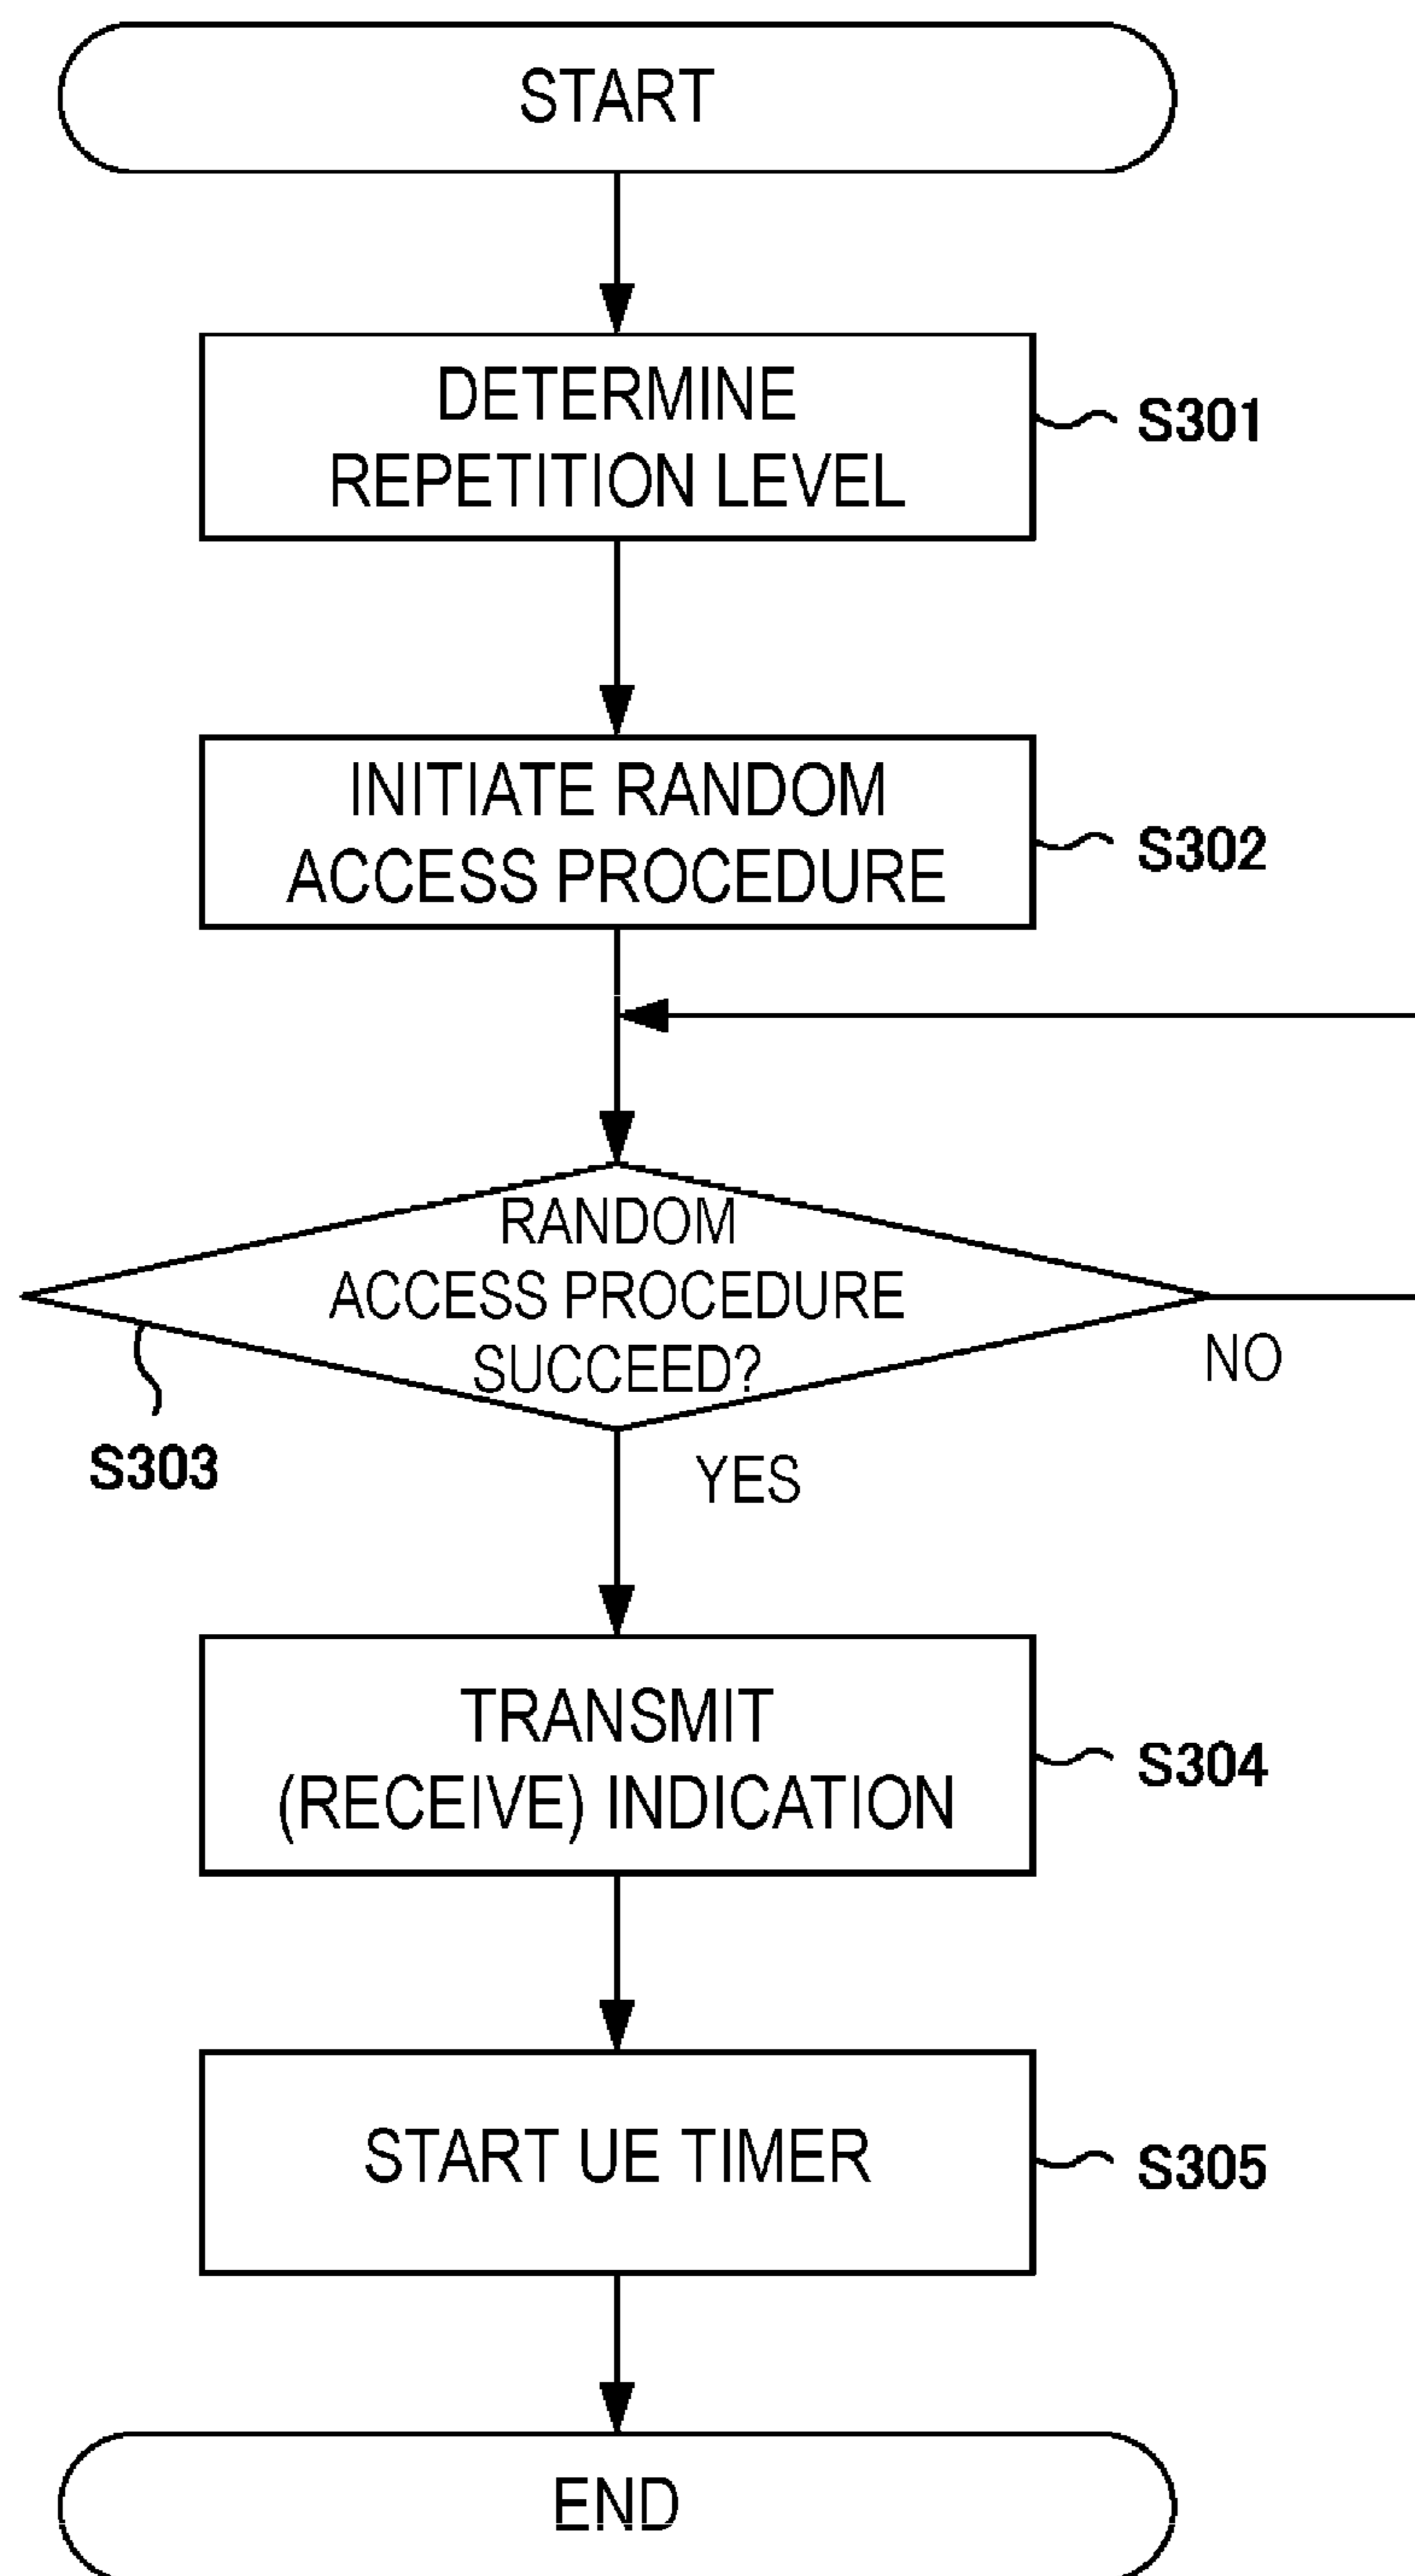 START
DETERMINE
REPETITION LEVEL
S301
INITIATE RANDOM
ACCESS PROCEDURE
S302
RANDOM
ACCESS PROCEDURE
SUCCEED?
NO
S303
YES
TRANSMIT
(RECEIVE) INDICATION
S304
START UE TIMER
S305
END